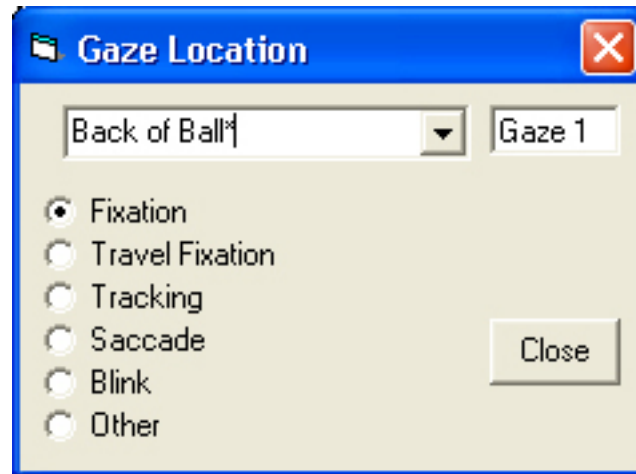 Gaze Location
Back of Ball*
Gaze 1
Fixation
Travel Fixation
Tracking
Saccade
Close
Blink
Other